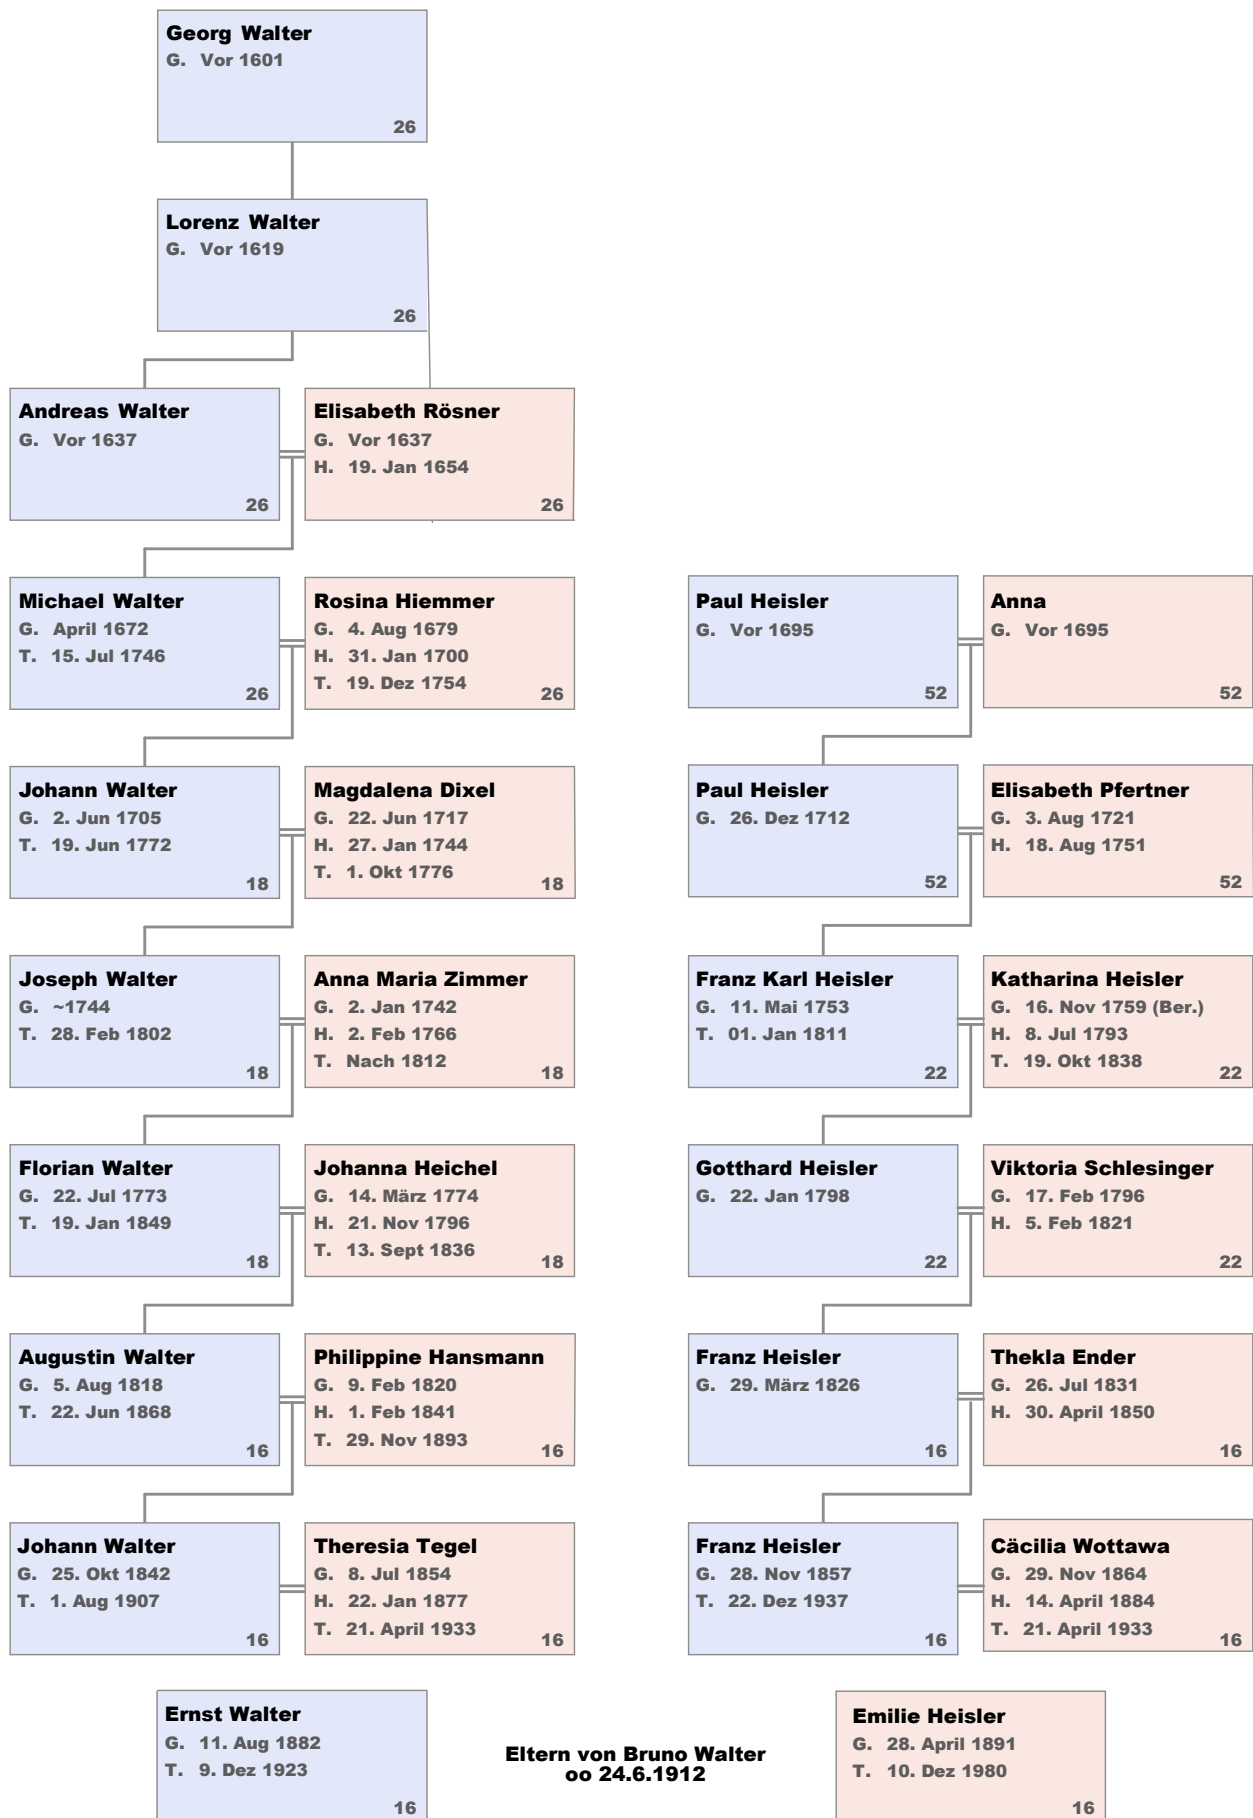 Georg Walter
G. Vor 1601
26
Lorenz Walter
G. Vor 1619
26
Andreas Walter
G. Vor 1637
26
Elisabeth Rösner
G. Vor 1637
H. 19. Jan 1654
26
Michael Walter
G. April 1672
T. 15. Jul 1746
26
Rosina Hiemmer
G. 4. Aug 1679
H. 31. Jan 1700
T. 19. Dez 1754
26
Paul Heisler
G. Vor 1695
52
Anna
G. Vor 1695
52
Johann Walter
G. 2. Jun 1705
T. 19. Jun 1772
18
Magdalena Dixel
G. 22. Jun 1717
H. 27. Jan 1744
T. 1. Okt 1776
18
Paul Heisler
G. 26. Dez 1712
52
Elisabeth Pfertner
G. 3. Aug 1721
H. 18. Aug 1751
52
Joseph Walter
G. ~1744
T. 28. Feb 1802
18
Anna Maria Zimmer
G. 2. Jan 1742
H. 2. Feb 1766
T. Nach 1812
18
Franz Karl Heisler
G. 11. Mai 1753
T. 01. Jan 1811
22
Katharina Heisler
G. 16. Nov 1759 (Ber.)
H. 8. Jul 1793
T. 19. Okt 1838
22
Florian Walter
G. 22. Jul 1773
T. 19. Jan 1849
18
Johanna Heichel
G. 14. März 1774
H. 21. Nov 1796
T. 13. Sept 1836
18
Gotthard Heisler
G. 22. Jan 1798
22
Viktoria Schlesinger
G. 17. Feb 1796
H. 5. Feb 1821
22
Augustin Walter
G. 5. Aug 1818
T. 22. Jun 1868
16
Philippine Hansmann
G. 9. Feb 1820
H. 1. Feb 1841
T. 29. Nov 1893
16
Franz Heisler
G. 29. März 1826
16
Thekla Ender
G. 26. Jul 1831
H. 30. April 1850
16
Johann Walter
G. 25. Okt 1842
T. 1. Aug 1907
16
Theresia Tegel
G. 8. Jul 1854
H. 22. Jan 1877
T. 21. April 1933
16
Franz Heisler
G. 28. Nov 1857
T. 22. Dez 1937
16
Cäcilia Wottawa
G. 29. Nov 1864
H. 14. April 1884
T. 21. April 1933
16
Ernst Walter
G. 11. Aug 1882
T. 9. Dez 1923
16
Eltern von Bruno Walter
oo 24.6.1912
Emilie Heisler
G. 28. April 1891
T. 10. Dez 1980
16